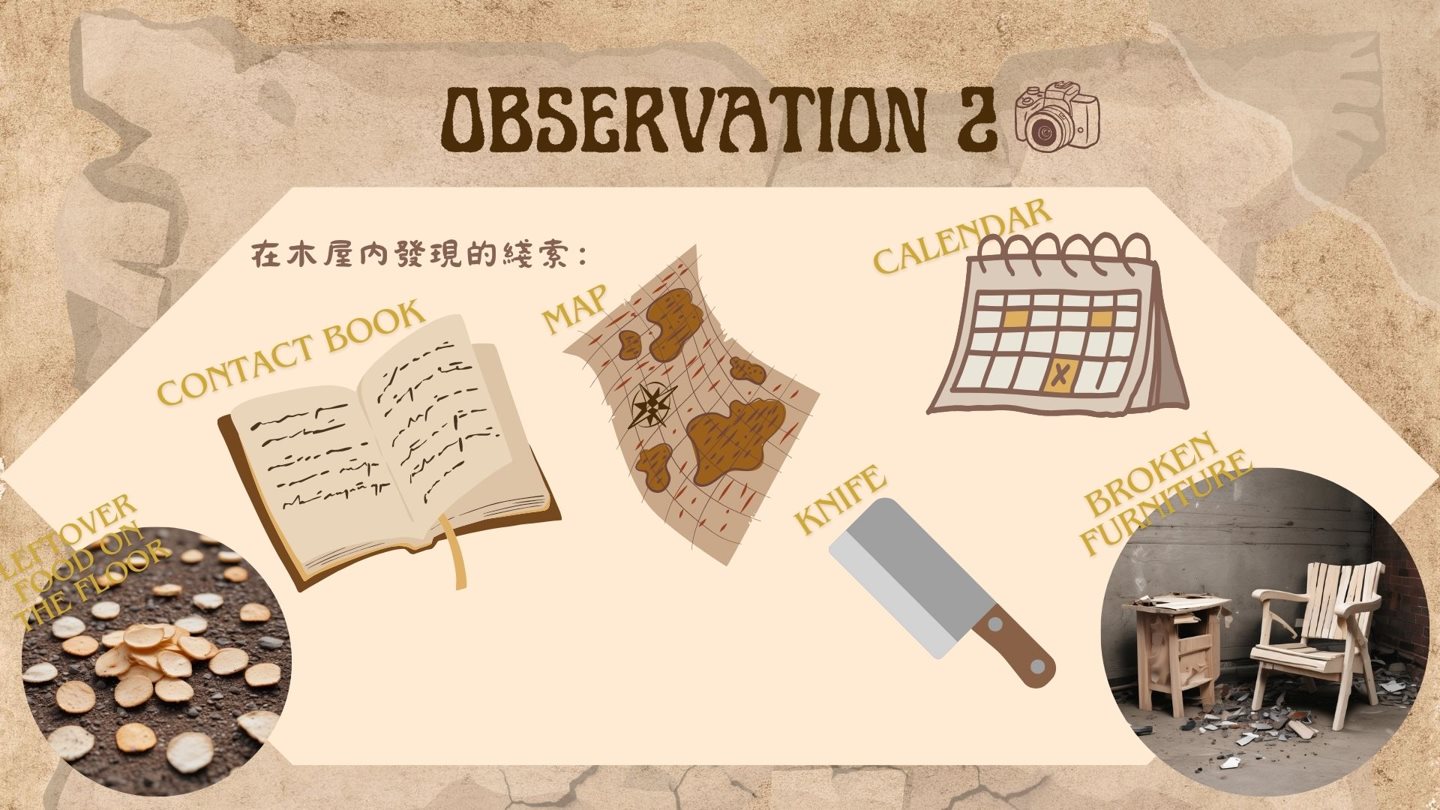 OBSERVATION 2
在木屋內發現的綫索：
CONTACT BOOK
MAP
CALENDAR
LEFTOVER
FOOD ON
THE FLOOR
KNIFE
BROKEN
FURNITURE
X